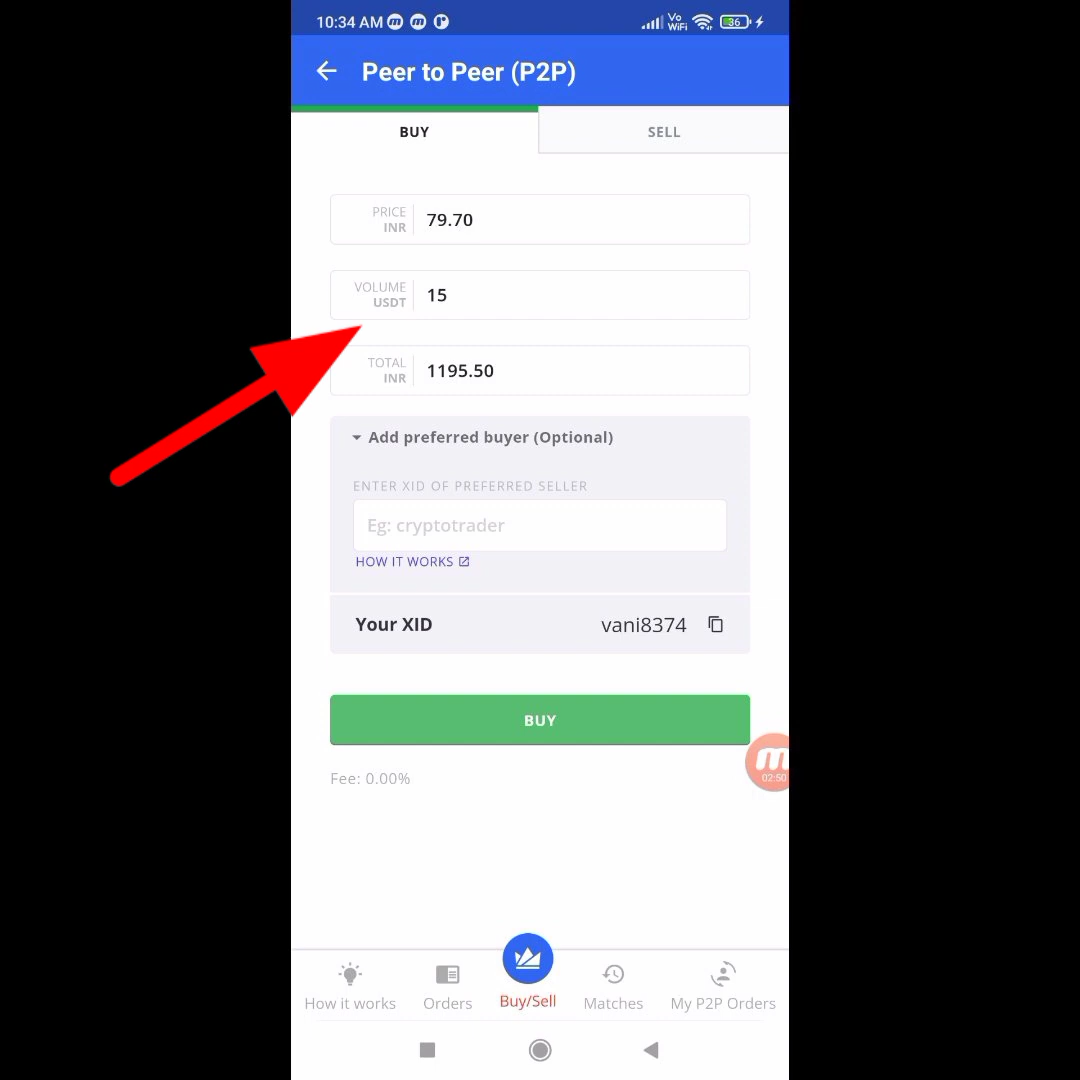 10:34 AM
Vo
WiFi
36
Peer to Peer (P2P)
BUY
SELL
PRICE
INR
79.70
VOLUME
USDT
15
TOTAL
INR
1195.50
Add preferred buyer (Optional)
ENTER XID OF PREFERRED SELLER
Eg: cryptotrader
HOW IT WORKS
Your XID
vani8374
BUY
02:50
Fee: 0.00%
How it works
Orders
Buy/Sell
Matches
My P2P Orders